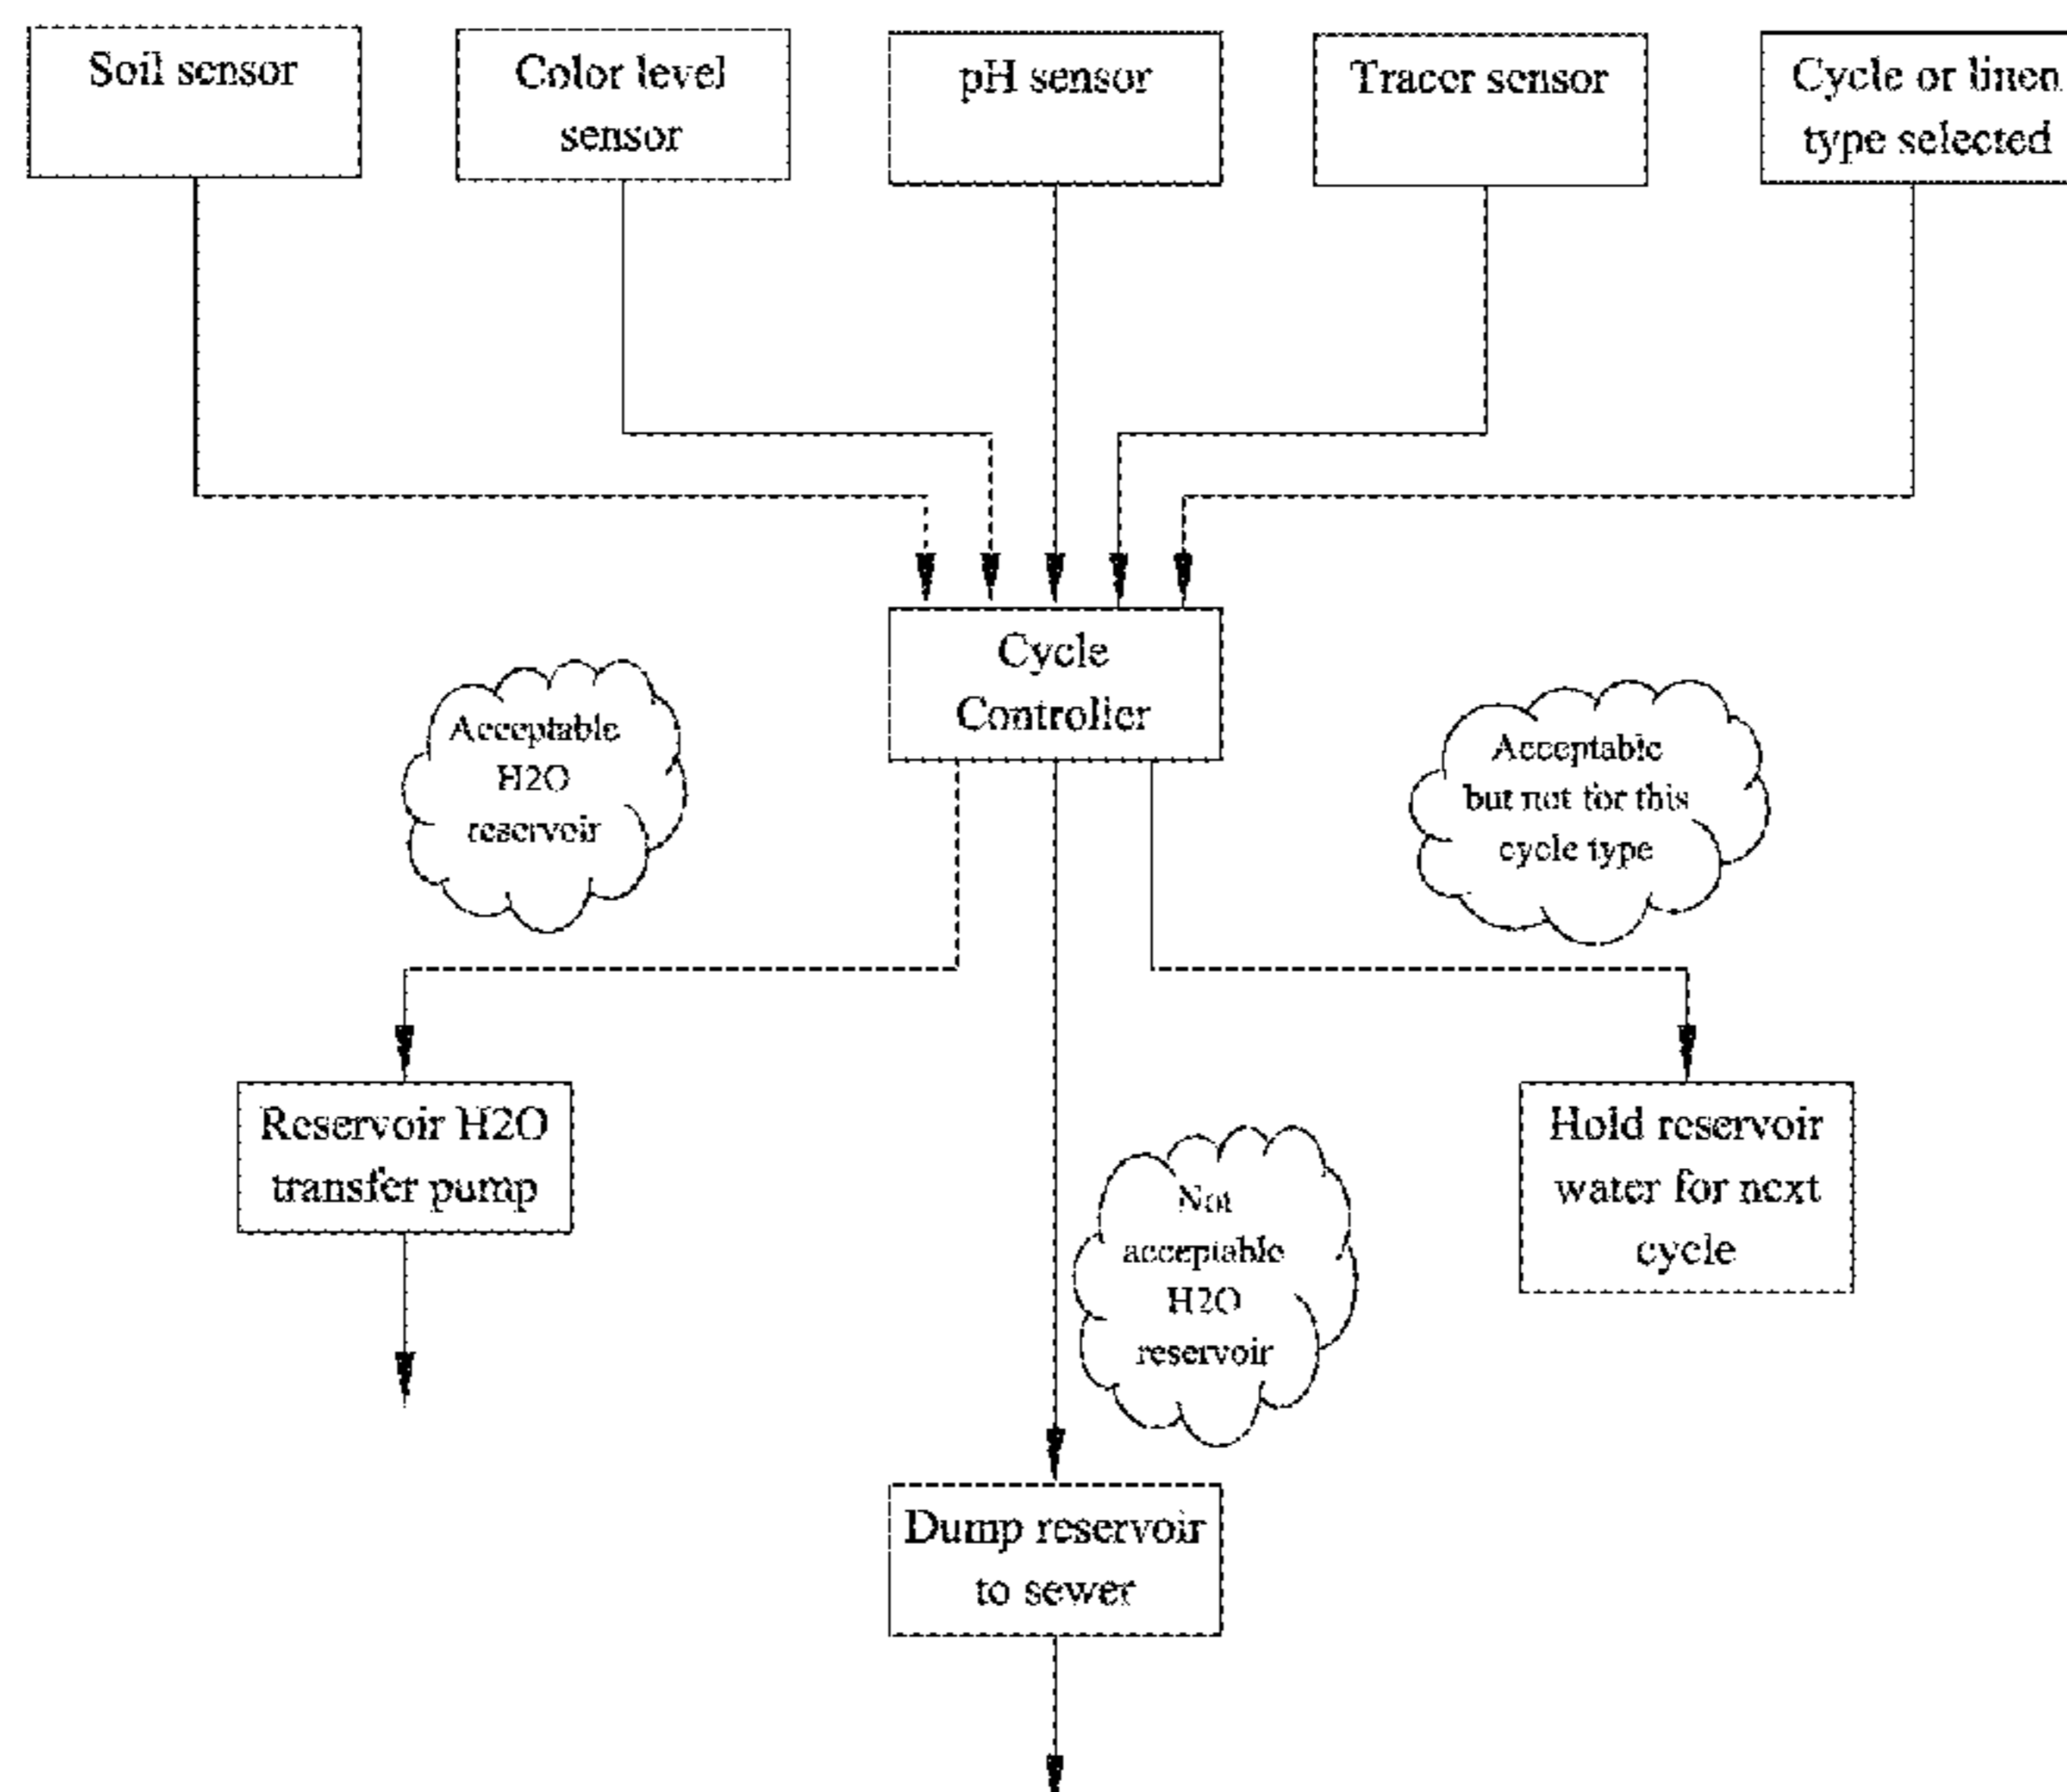 Soil sensor
Color level
sensor
pH sensor
Tracer sensor
Cycle or linen
type selected
Cycle
Controller
Acceptable
H2O
reservoir
Acceptable
but not for this
cycle type
Reservoir H2O
transfer pump
Not
acceptable
H2O
reservoir
Hold reservoir
water for next
cycle
Dump reservoir
to sewer